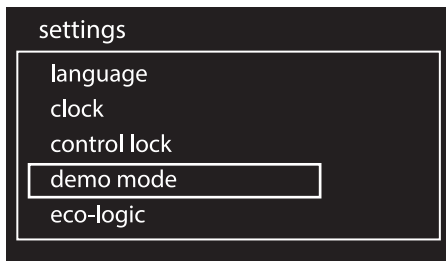 settings
language
clock
control lock
demo mode
eco-logic